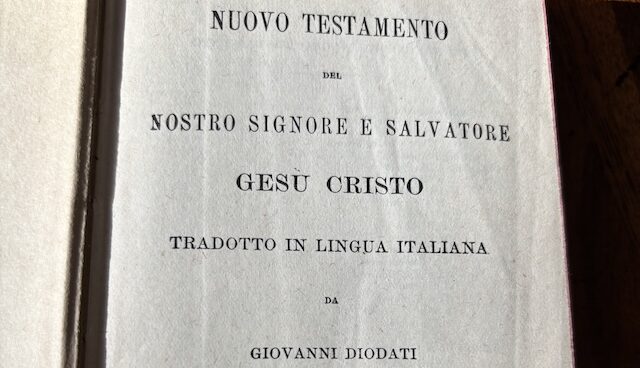 NUOVO TESTAMENTO
DEL
NOSTRO SIGNORE E SALVATORE
GESÙ CRISTO
TRADOTTO IN LINGUA ITALIANA
DA
GIOVANNI DIODATI